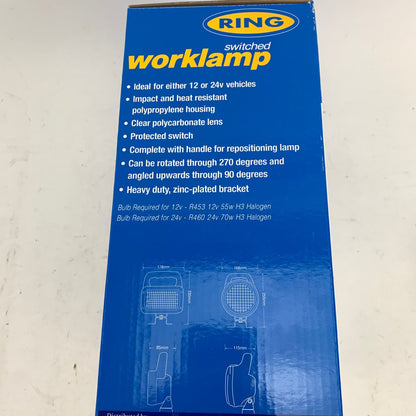 RING
switched
worklamp
• Ideal for either 12 or 24v vehicles
• Impact and heat resistant
polypropylene housing
• Clear polycarbonate lens
• Protected switch
• Complete with handle for repositioning lamp
• Can be rotated through 270 degrees and
angled upwards through 90 degrees
• Heavy duty, zinc-plated bracket
Bulb Required for 12v - R453 12v 55w H3 Halogen
Bulb Required for 24v - R460 24v 70w H3 Halogen
85mm
115mm